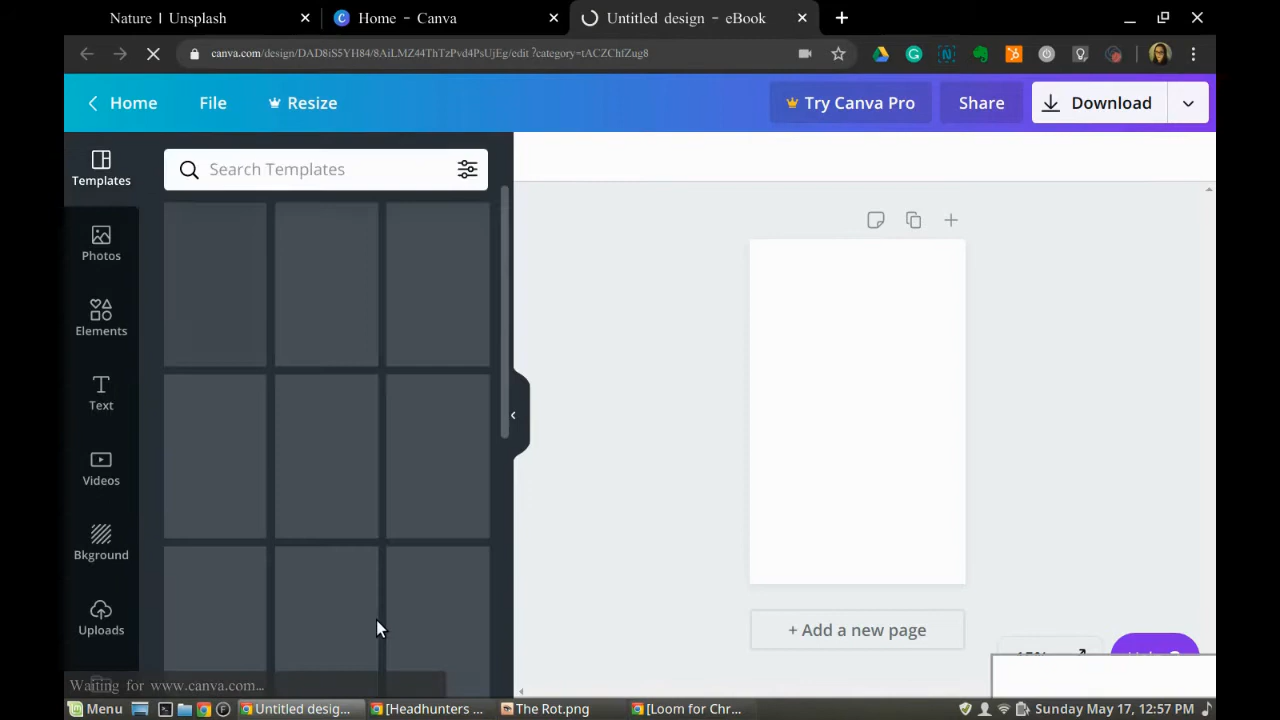 Nature | Unsplash
Home - Canva
Untitled design - eBook
canva.com/design/DAD8iS5YH84/8AiLMZ44ThTzPvd4PsUjEg/edit?category=tACZChfZug8
Home
File
Resize
Try Canva Pro
Share
Download
Templates
Search Templates
Photos
Elements
Text
Videos
Bkground
Uploads
+ Add a new page
Waiting for www.canva.com...
Menu
Untitled desig...
[Headhunters ...
The Rot.png
[Loom for Chr...
Sunday May 17, 12:57 PM